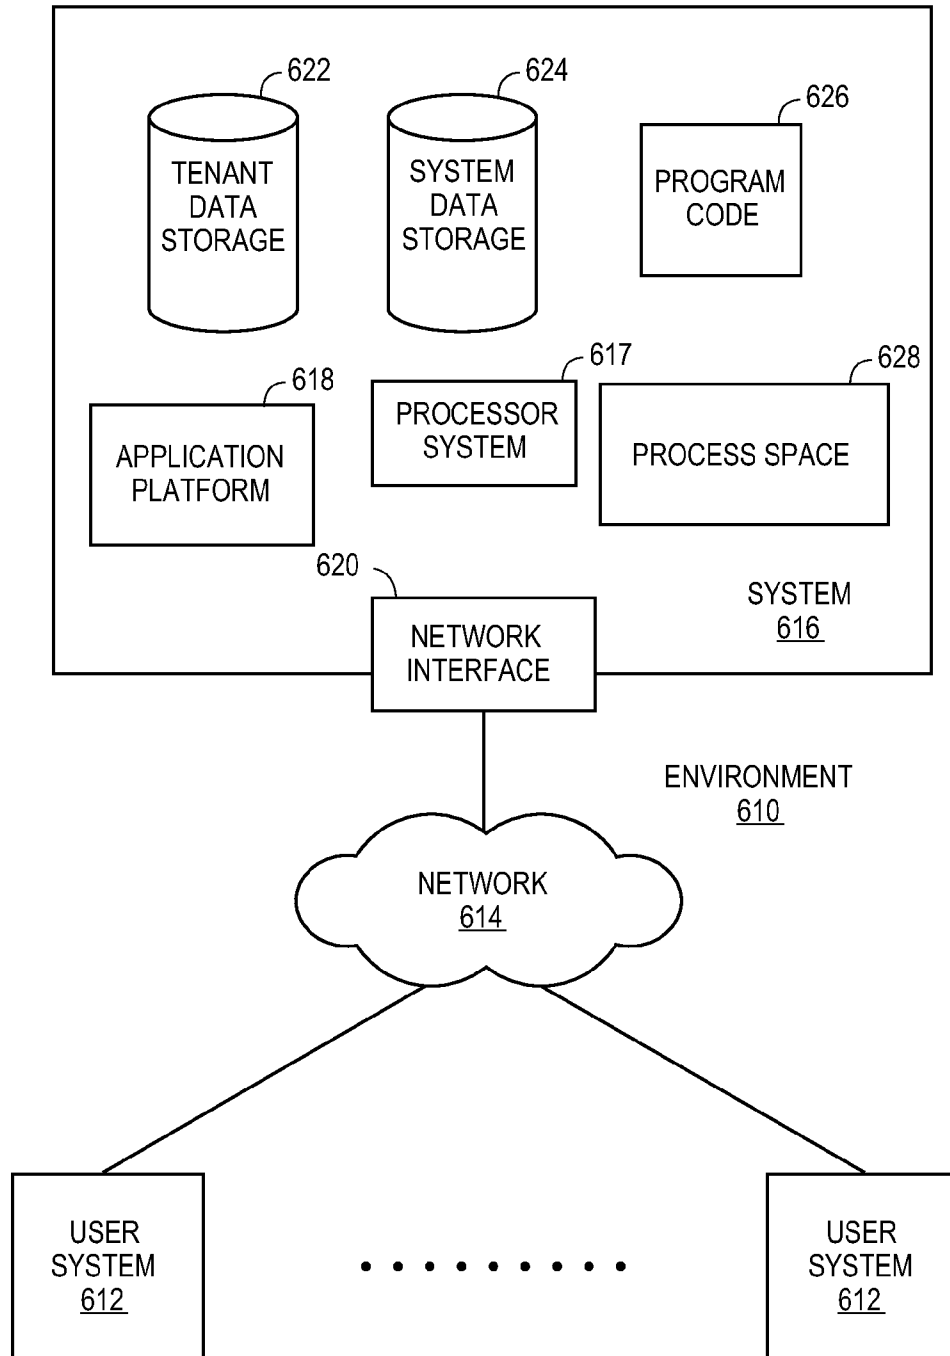 622
TENANT
DATA
STORAGE
624
SYSTEM
DATA
STORAGE
626
PROGRAM
CODE
618
APPLICATION
PLATFORM
617
PROCESSOR
SYSTEM
628
PROCESS SPACE
620
NETWORK
INTERFACE
SYSTEM
616
ENVIRONMENT
610
NETWORK
614
USER
SYSTEM
612
USER
SYSTEM
612